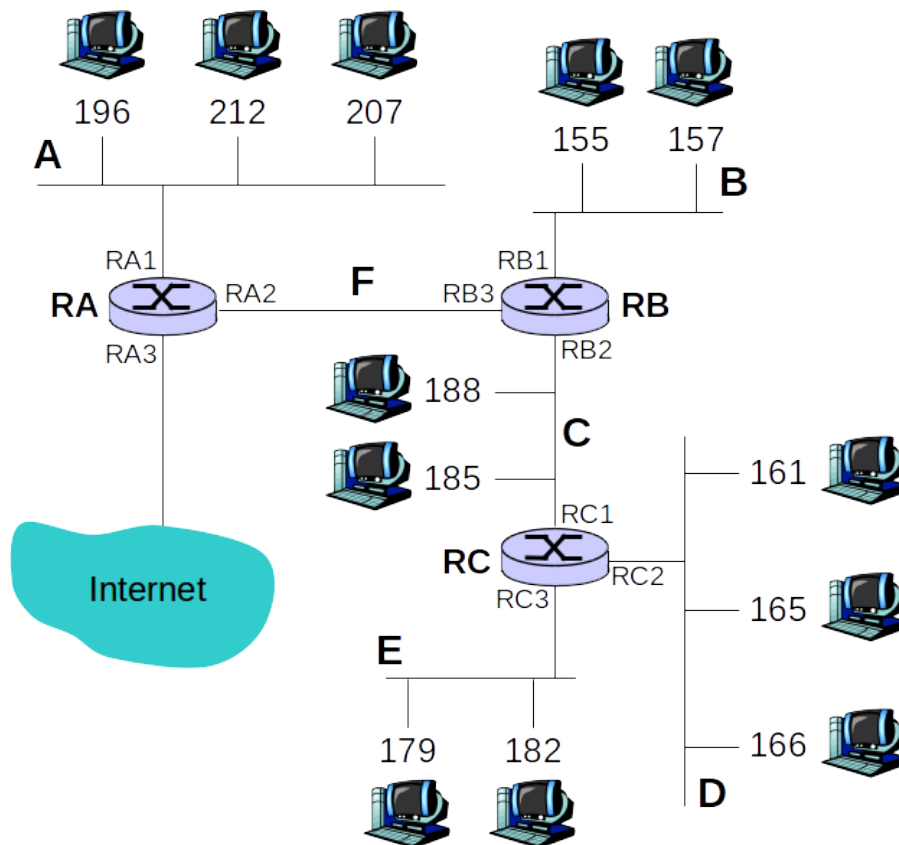 196
212
207
155
157
A
B
RA1
RB1
RA
RA2
F
RB3
RB
RA3
RB2
188
C
185
161
RC1
RC
RC2
Internet
RC3
165
E
179
182
166
D